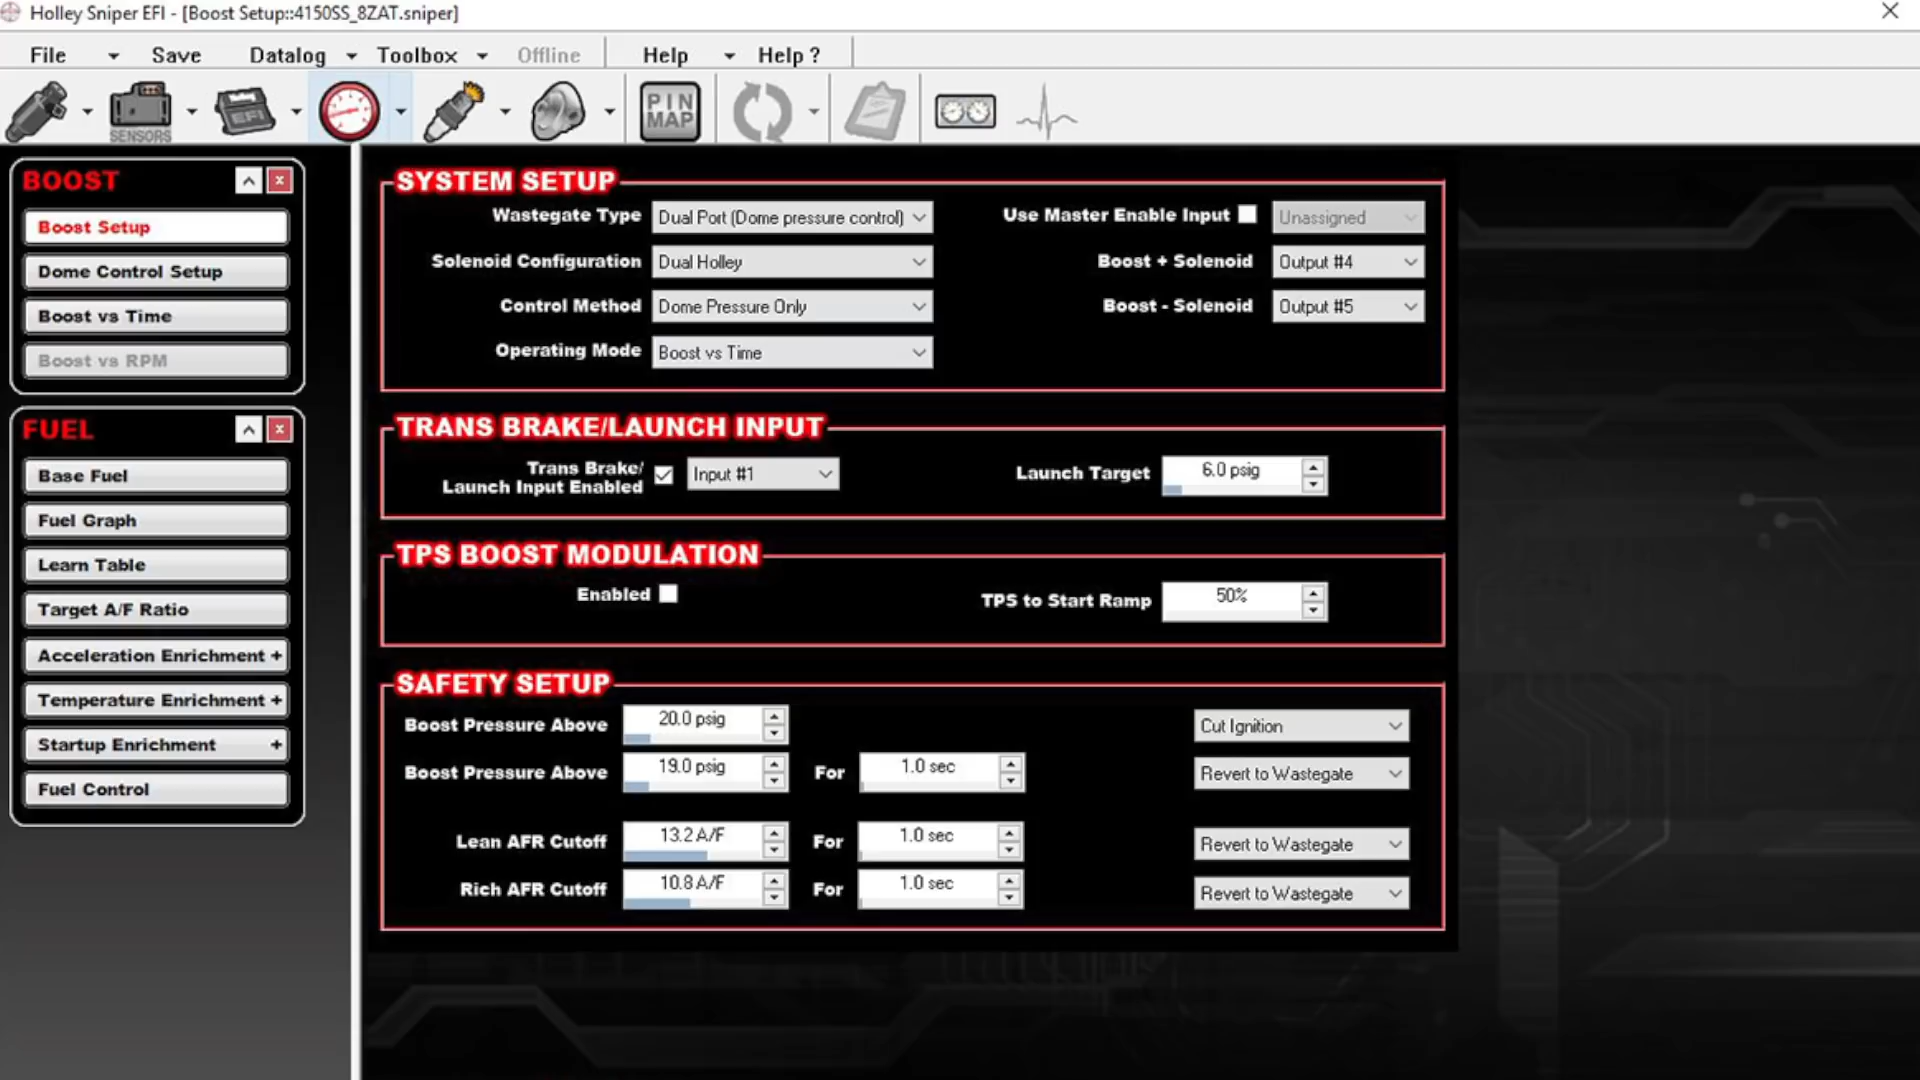 Holley Sniper EFI - [Boost Setup::4150SS_8ZAT.sniper]
File Save Datalog Toolbox Offline Help Help ?
SENSORS
EFI
PIN
MAP
BOOST
Boost Setup
Dome Control Setup
Boost vs Time
Boost vs RPM
FUEL
Base Fuel
Fuel Graph
Learn Table
Target A/F Ratio
Acceleration Enrichment +
Temperature Enrichment +
Startup Enrichment +
Fuel Control
SYSTEM SETUP
Wastegate Type Dual Port (Dome pressure control) Use Master Enable Input Unassigned
Solenoid Configuration Dual Holley Boost + Solenoid Output #4
Control Method Dome Pressure Only Boost - Solenoid Output #5
Operating Mode Boost vs Time
TRANS BRAKE/LAUNCH INPUT
Trans Brake/
Launch Input Enabled Input #1 Launch Target 6.0 psig
TPS BOOST MODULATION
Enabled TPS to Start Ramp 50%
SAFETY SETUP
Boost Pressure Above 20.0 psig Cut Ignition
Boost Pressure Above 19.0 psig For 1.0 sec Revert to Wastegate
Lean AFR Cutoff 13.2 A/F For 1.0 sec Revert to Wastegate
Rich AFR Cutoff 10.8 A/F For 1.0 sec Revert to Wastegate